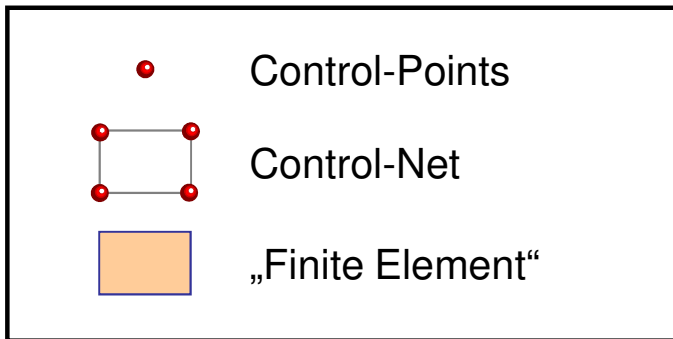 Control-Points
Control-Net
„Finite Element“